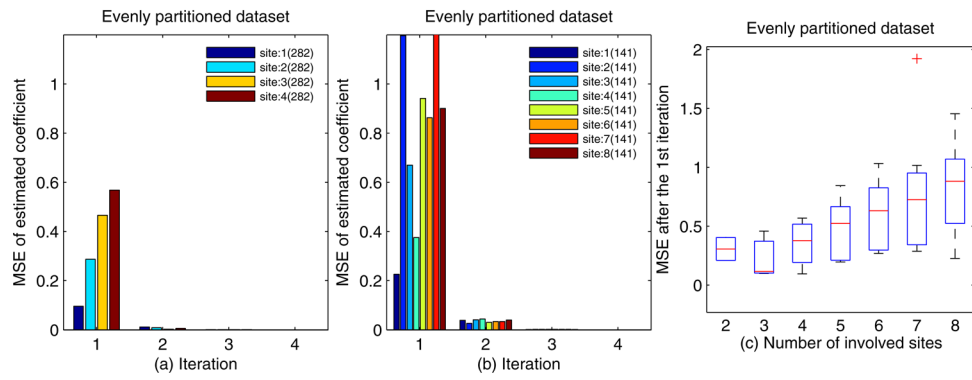 Evenly partitioned dataset
MSE of estimated coefficient
1
0.8
0.6
0.4
0.2
0
site:1(282)
site:2(282)
site:3(282)
site:4(282)
1 2 3 4
(a) Iteration
Evenly partitioned dataset
MSE of estimated coefficient
1
0.8
0.6
0.4
0.2
0
site:1(141)
site:2(141)
site:3(141)
site:4(141)
site:5(141)
site:6(141)
site:7(141)
site:8(141)
1 2 3 4
(b) Iteration
Evenly partitioned dataset
MSE after the 1st iteration
2
1.5
1
0.5
0
2 3 4 5 6 7 8
(c) Number of involved sites